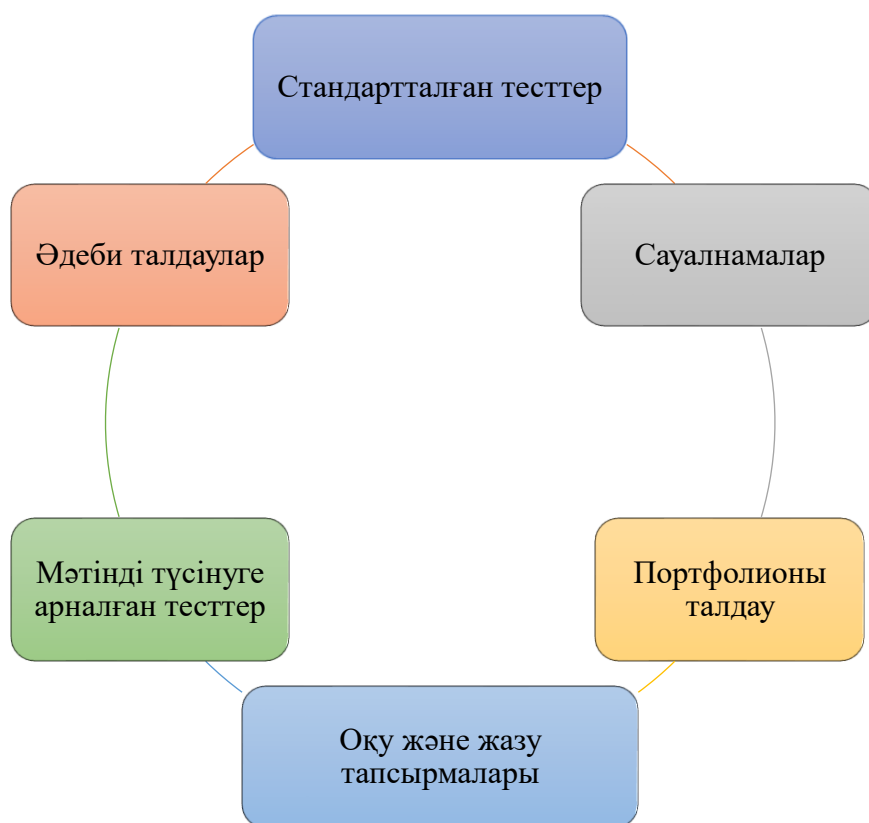 Стандартталған тесттер
Әдеби талдаулар
Сауалнамалар
Мәтінді түсінуге
арналған тесттер
Портфолионы
талдау
Оқу және жазу
тапсырмалары